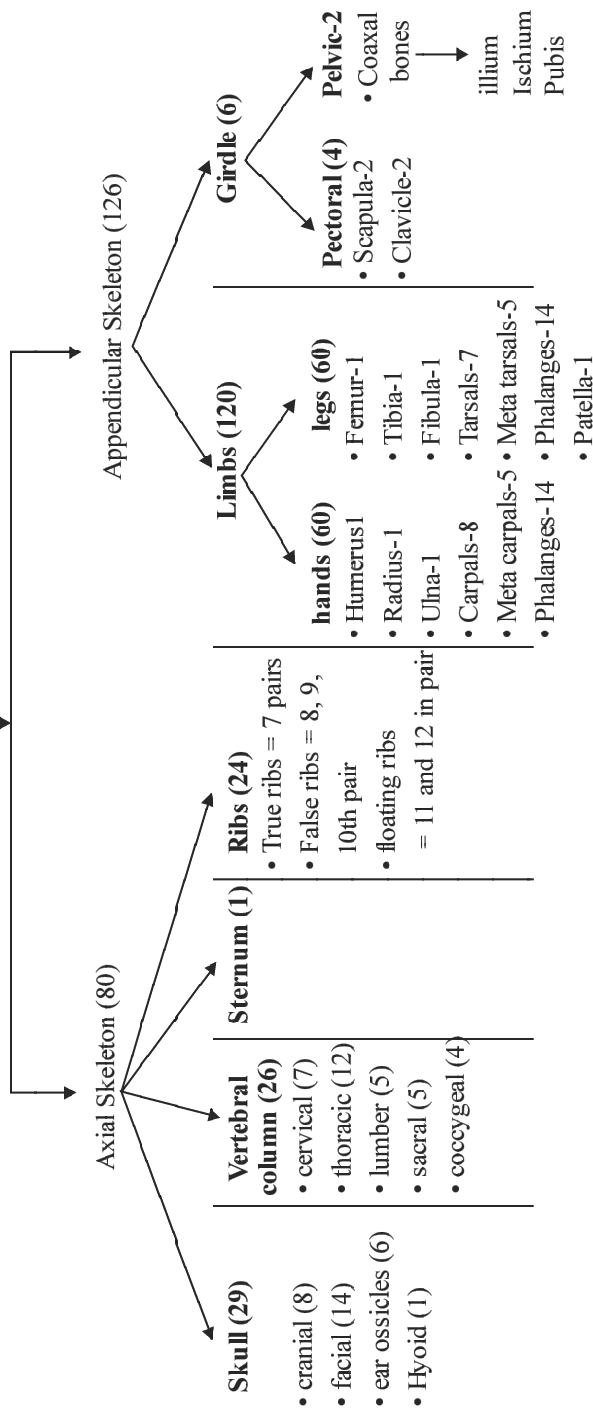 Axial Skeleton (80)
Appendicular Skeleton (126)
Skull (29)
• cranial (8)
• facial (14)
• ear ossicles (6)
• Hyoid (1)
Vertebral
column (26)
• cervical (7)
• thoracic (12)
• lumber (5)
• sacral (5)
• coccygeal (4)
Sternum (1)
Ribs (24)
• True ribs = 7 pairs
• False ribs = 8, 9,
10th pair
• floating ribs
= 11 and 12 in pair
Limbs (120)
hands (60)
• Humerus1
• Radius-1
• Ulna-1
• Carpals-8
• Meta carpals-5
• Phalanges-14
legs (60)
• Femur-1
• Tibia-1
• Fibula-1
• Tarsals-7
• Meta tarsals-5
• Phalanges-14
• Patella-1
Girdle (6)
Pectoral (4)
• Scapula-2
• Clavicle-2
Pelvic-2
• Coaxal
bones
illium
Ischium
Pubis